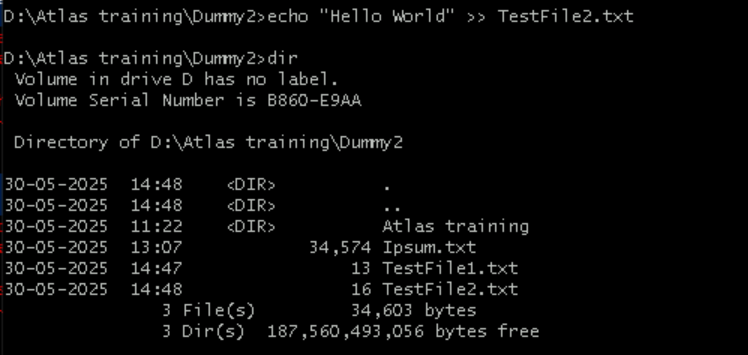 D:\Atlas training\Dummy2>echo "Hello World" >> TestFile2.txt
D:\Atlas training\Dummy2>dir
Volume in drive D has no label.
Volume Serial Number is B860-E9AA
Directory of D:\Atlas training\Dummy2
30-05-2025  14:48    <DIR>          .
30-05-2025  14:48    <DIR>          ..
30-05-2025  11:22    <DIR>          Atlas training
30-05-2025  13:07            34,574 Ipsum.txt
30-05-2025  14:47                13 TestFile1.txt
30-05-2025  14:48                16 TestFile2.txt
3 File(s)         34,603 bytes
3 Dir(s)  187,560,493,056 bytes free